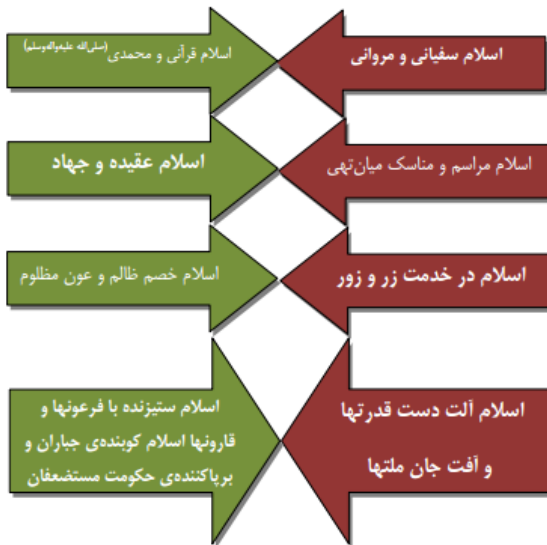 اسلام سفیانی و مروانی
اسلام قرآنی و محمدی(صلی‌الله علیه‌وآله‌وسلم)
اسلام مراسم و مناسک میان‌تهی
اسلام عقیده و جهاد
اسلام در خدمت زر و زور
اسلام خصم ظالم و عون مظلوم
اسلام آلت دست قدرتها
و آفت جان ملتها
اسلام ستیزنده با فرعونها و
قارونها اسلام کوبنده‌ی جباران و
برپاکننده‌ی حکومت مستضعفان